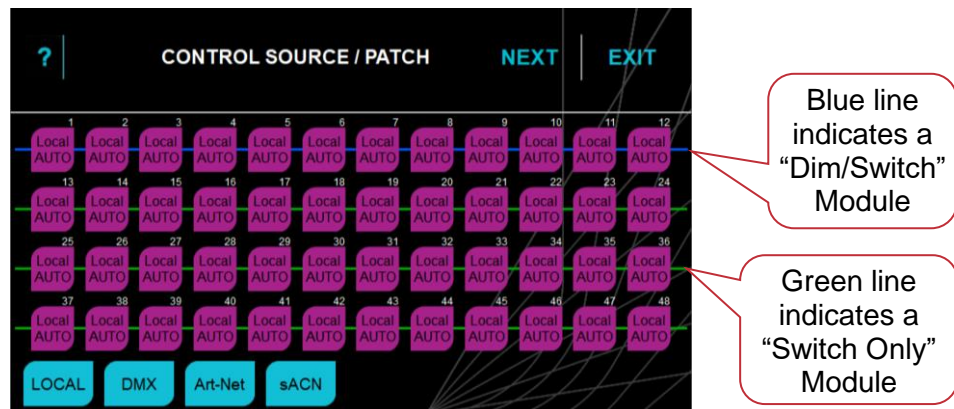 ? CONTROL SOURCE / PATCH NEXT EXIT
1 2 3 4 5 6 7 8 9 10 11 12
Local Local Local Local Local Local Local Local Local Local Local Local
AUTO AUTO AUTO AUTO AUTO AUTO AUTO AUTO AUTO AUTO AUTO AUTO
13 14 15 16 17 18 19 20 21 22 23 24
Local Local Local Local Local Local Local Local Local Local Local Local
AUTO AUTO AUTO AUTO AUTO AUTO AUTO AUTO AUTO AUTO AUTO AUTO
25 26 27 28 29 30 31 32 33 34 35 36
Local Local Local Local Local Local Local Local Local Local Local Local
AUTO AUTO AUTO AUTO AUTO AUTO AUTO AUTO AUTO AUTO AUTO AUTO
37 38 39 40 41 42 43 44 45 46 47 48
Local Local Local Local Local Local Local Local Local Local Local Local
AUTO AUTO AUTO AUTO AUTO AUTO AUTO AUTO AUTO AUTO AUTO AUTO
LOCAL DMX Art-Net sACN
Blue line
indicates a
“Dim/Switch”
Module
Green line
indicates a
“Switch Only”
Module